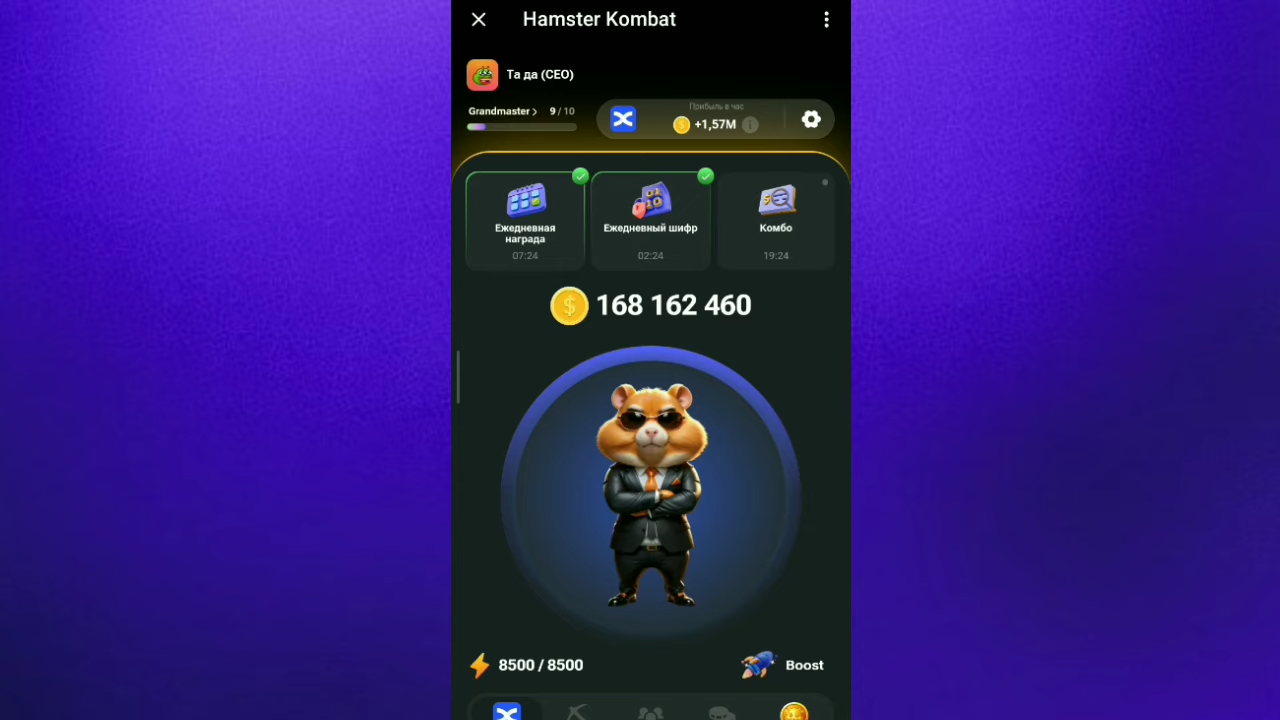 Hamster Kombat
Та да (CEO)
Grandmaster > 9 / 10
Прибыль в час
+1,57M
Ежедневная
награда
07:24
Ежедневный шифр
02:24
Комбо
19:24
168 162 460
8500 / 8500
Boost